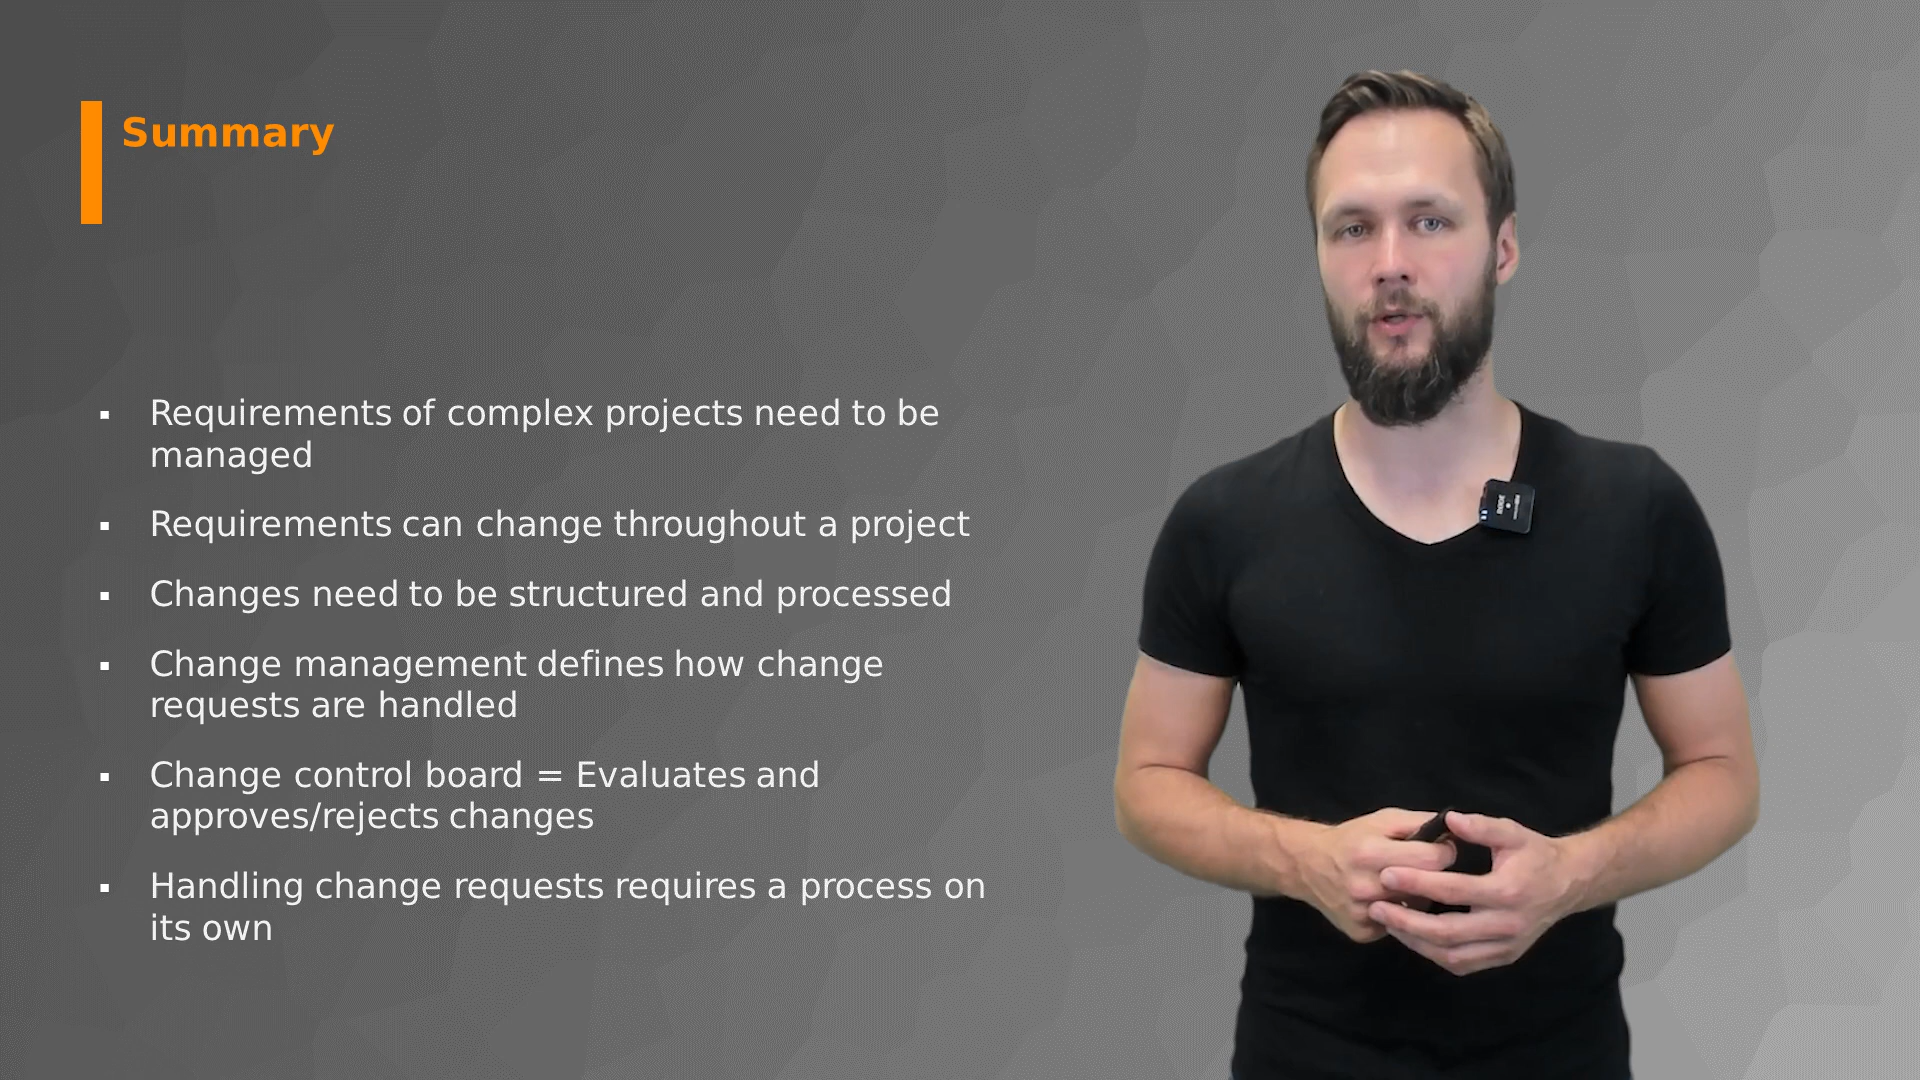 Summary
▪ Requirements of complex projects need to be
managed
▪ Requirements can change throughout a project
▪ Changes need to be structured and processed
▪ Change management defines how change
requests are handled
▪ Change control board = Evaluates and
approves/rejects changes
▪ Handling change requests requires a process on
its own